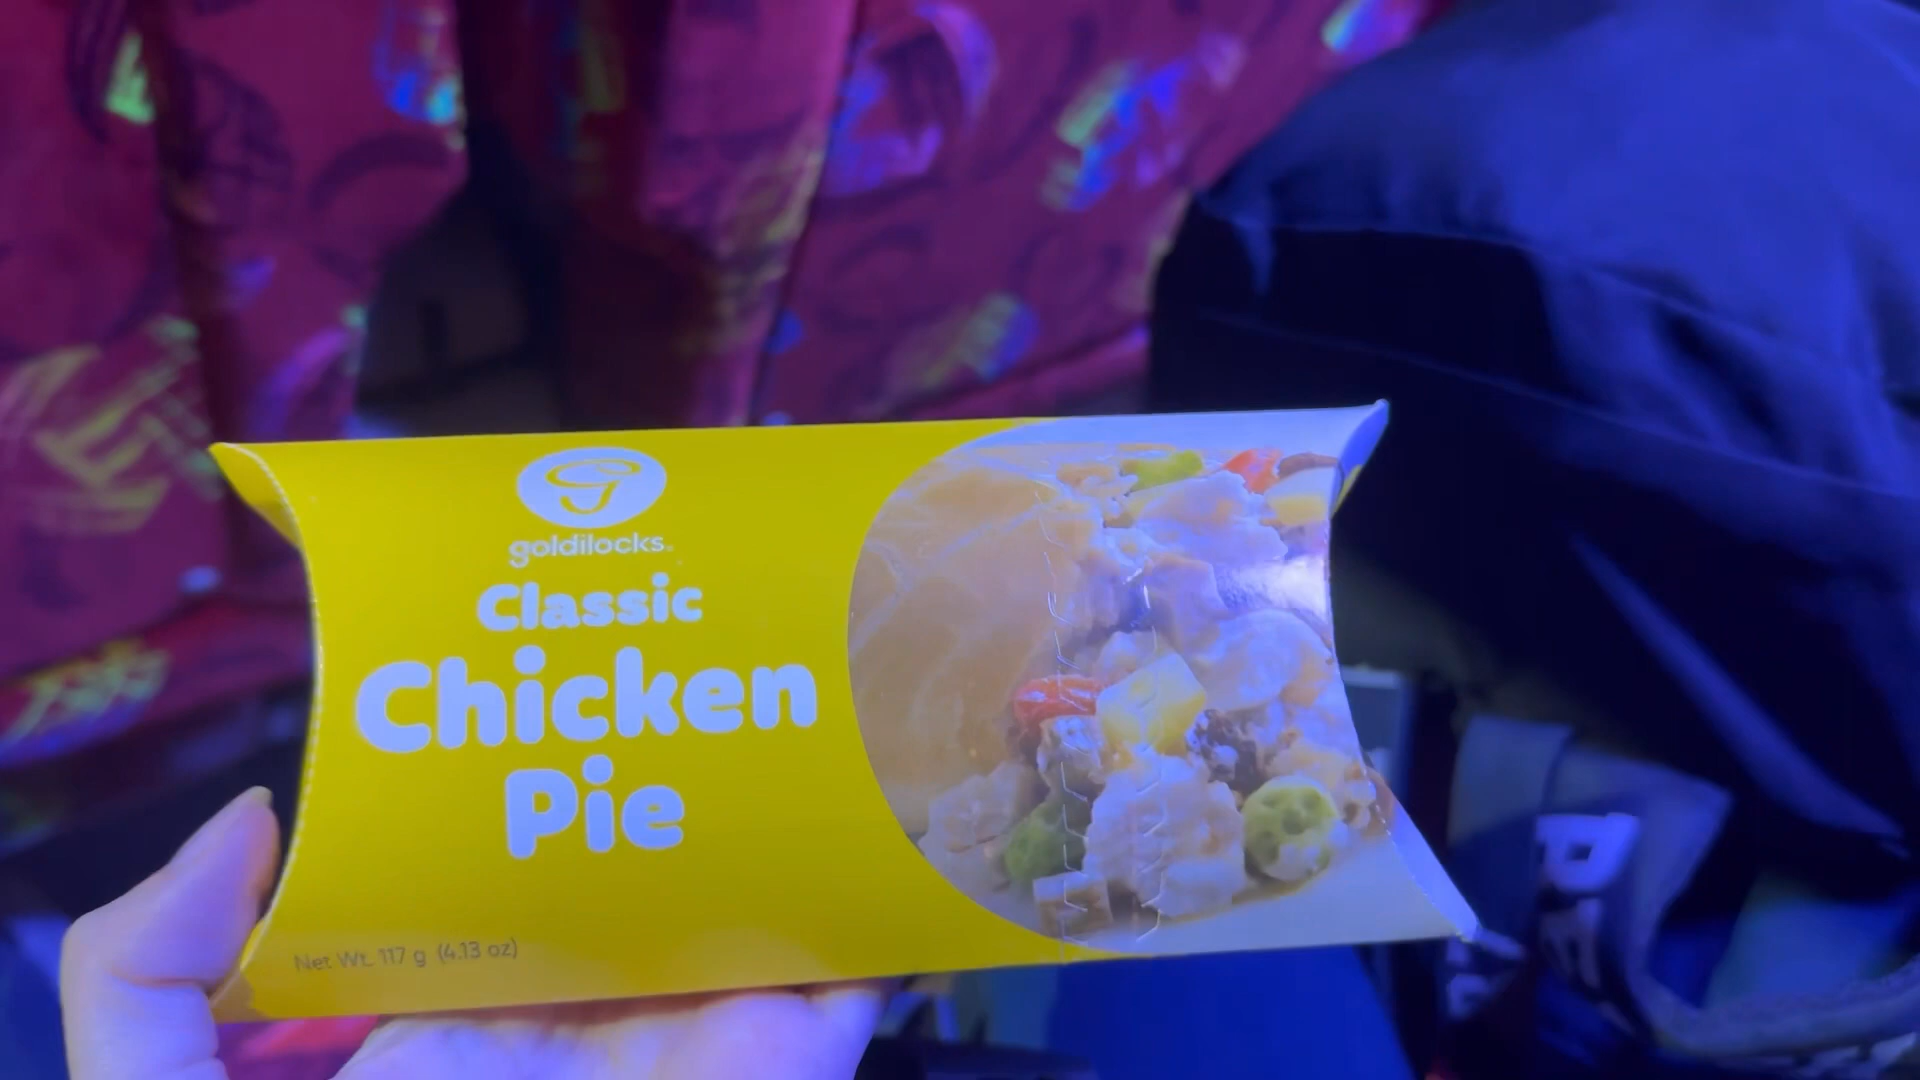 goldilocks.
Classic
Chicken
Pie
Net Wt. 117 g (4.13 oz)